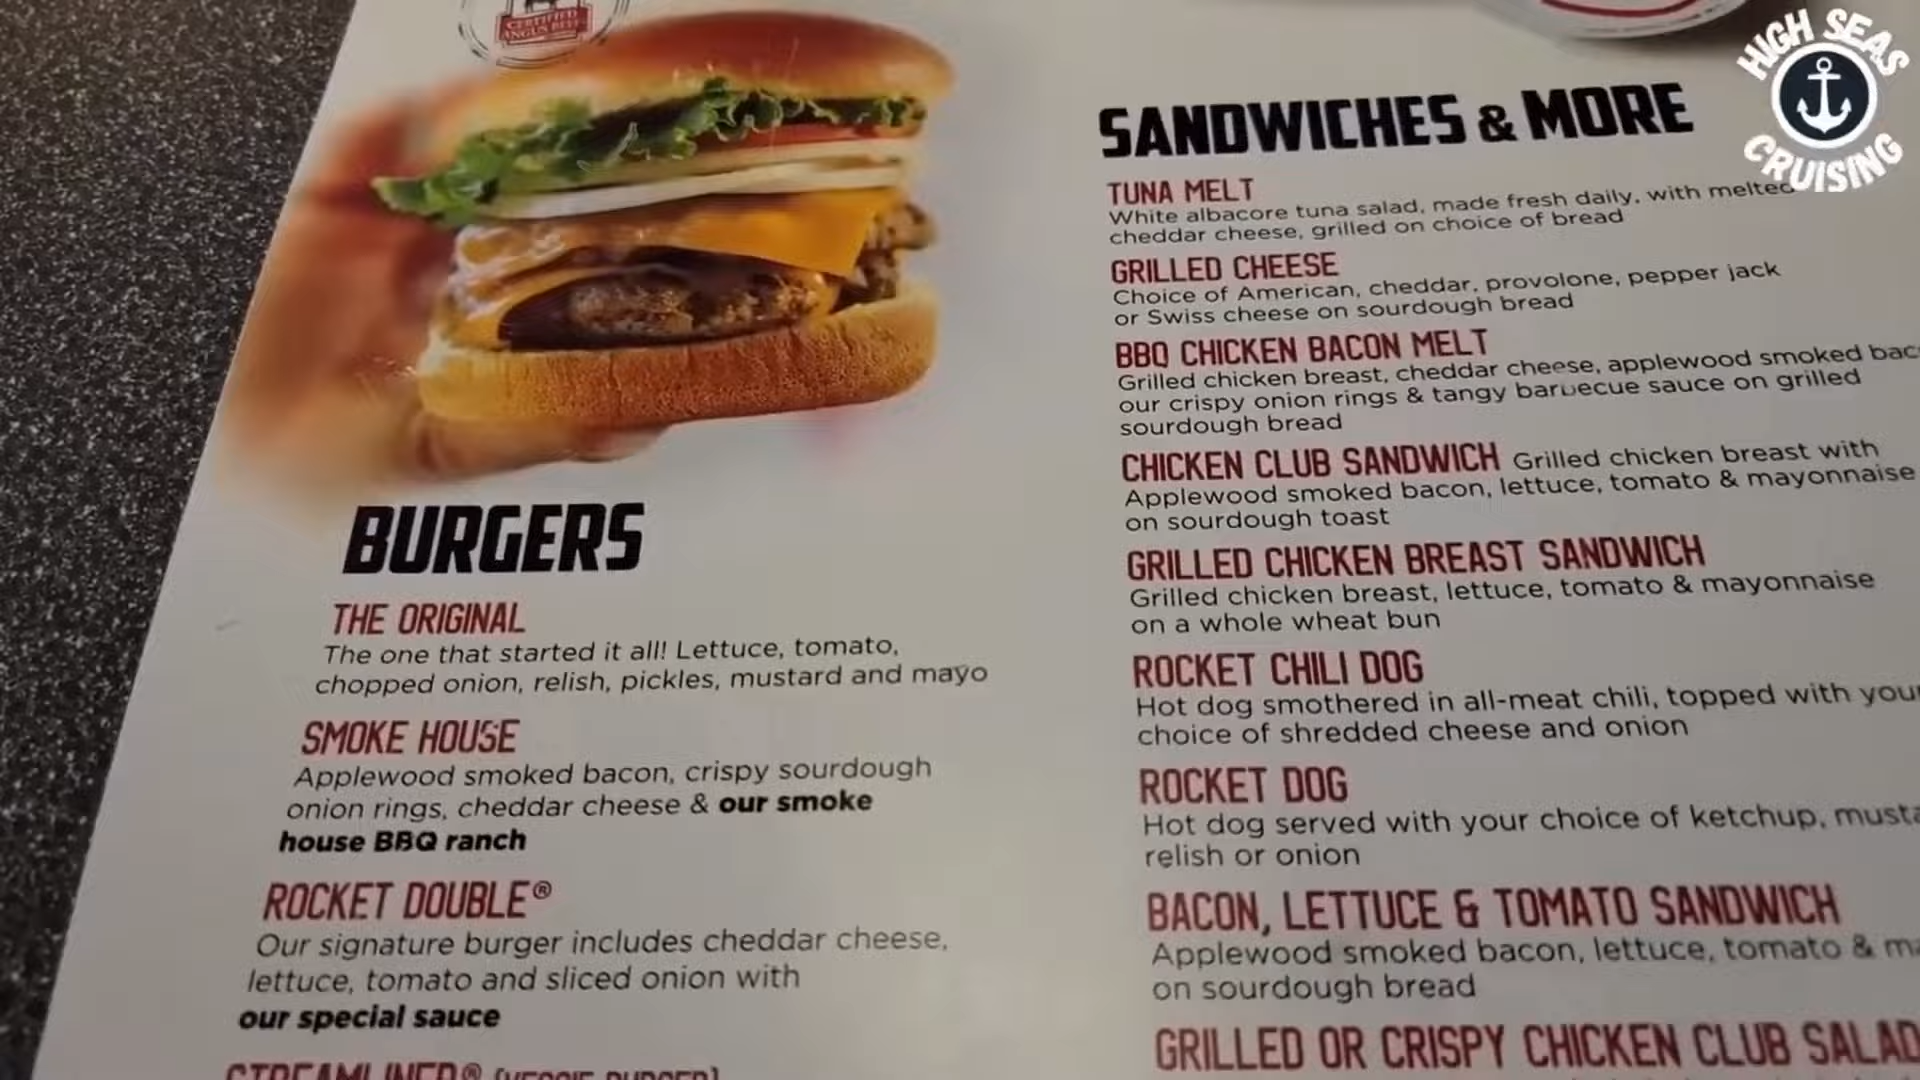 CERTIFIED
ANGUS BEEF
BURGERS
THE ORIGINAL
The one that started it all! Lettuce, tomato,
chopped onion, relish, pickles, mustard and mayo
SMOKE HOUSE
Applewood smoked bacon, crispy sourdough
onion rings, cheddar cheese & our smoke
house BBQ ranch
ROCKET DOUBLE®
Our signature burger includes cheddar cheese,
lettuce, tomato and sliced onion with
our special sauce
STREAMLINER® (VEGGIE BURGER)
SANDWICHES & MORE
TUNA MELT
White albacore tuna salad, made fresh daily, with melted
cheddar cheese, grilled on choice of bread
GRILLED CHEESE
Choice of American, cheddar, provolone, pepper jack
or Swiss cheese on sourdough bread
BBQ CHICKEN BACON MELT
Grilled chicken breast, cheddar cheese, applewood smoked bac
our crispy onion rings & tangy barbecue sauce on grilled
sourdough bread
CHICKEN CLUB SANDWICH Grilled chicken breast with
Applewood smoked bacon, lettuce, tomato & mayonnaise
on sourdough toast
GRILLED CHICKEN BREAST SANDWICH
Grilled chicken breast, lettuce, tomato & mayonnaise
on a whole wheat bun
ROCKET CHILI DOG
Hot dog smothered in all-meat chili, topped with your
choice of shredded cheese and onion
ROCKET DOG
Hot dog served with your choice of ketchup, musta
relish or onion
BACON, LETTUCE & TOMATO SANDWICH
Applewood smoked bacon, lettuce, tomato & ma
on sourdough bread
GRILLED OR CRISPY CHICKEN CLUB SALAD
HIGH SEAS
CRUISING